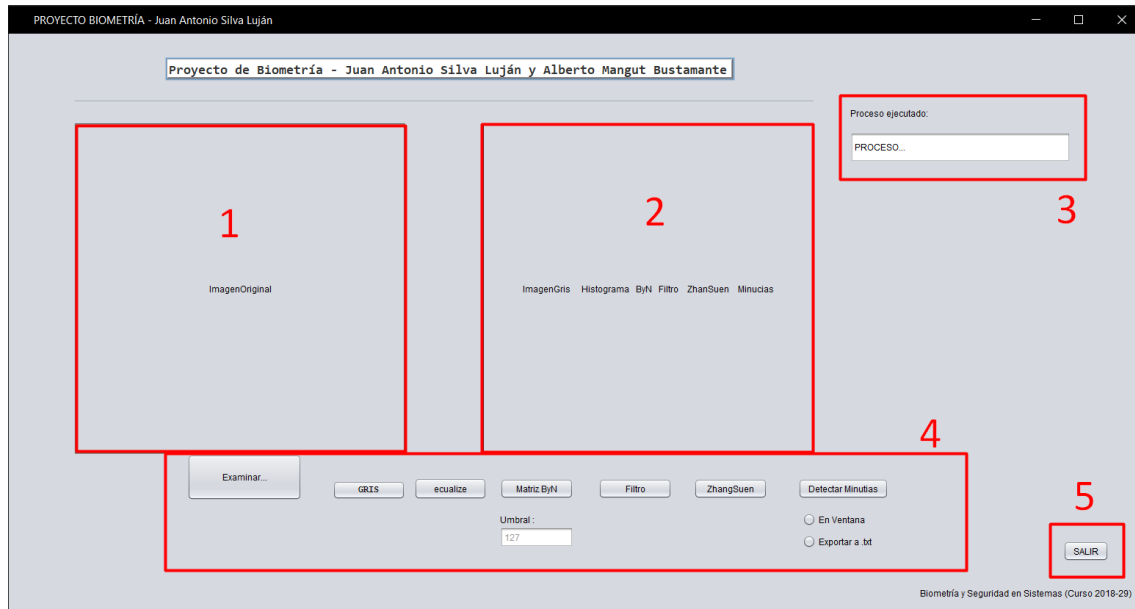 PROYECTO BIOMETRÍA - Juan Antonio Silva Luján
Proyecto de Biometría - Juan Antonio Silva Luján y Alberto Mangut Bustamante
Proceso ejecutado:
PROCESO...
3
1
2
ImagenOriginal
ImagenGris Histograma ByN Filtro ZhanSuen Minucias
4
Examinar...
GRIS
ecualize
Matriz ByN
Filtro
ZhangSuen
Detectar Minutias
Umbral :
127
En Ventana
Exportar a .txt
5
SALIR
Biometría y Seguridad en Sistemas (Curso 2018-29)